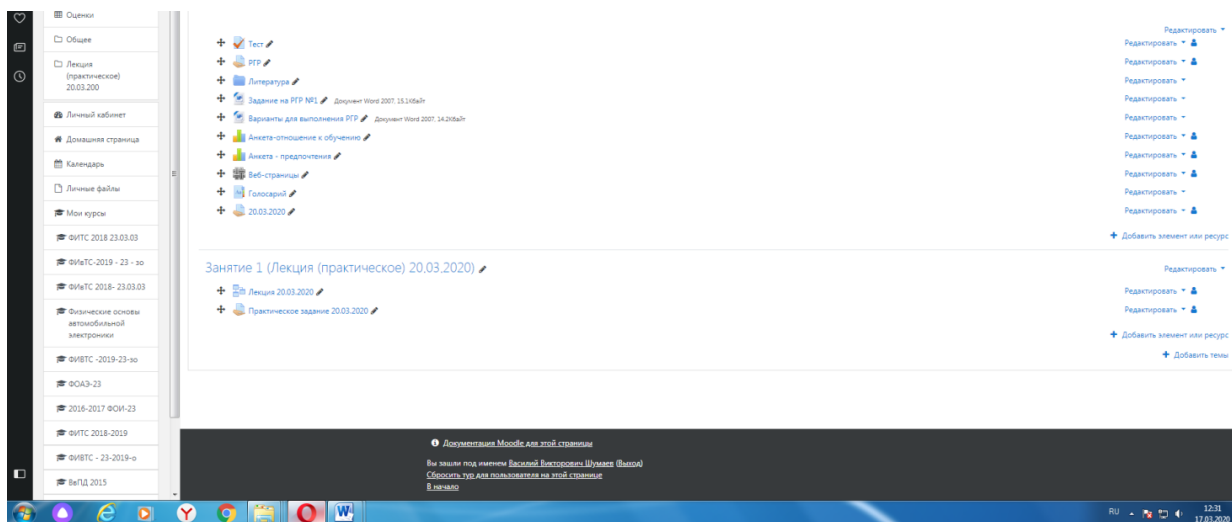 Оценки
Общее
Лекция
(практическое)
20.03.200
Личный кабинет
Домашняя страница
Календарь
Личные файлы
Мои курсы
ФИТС 2018 23.03.03
ФИвТС-2019 - 23 - зо
ФИвТС 2018- 23.03.03
Физические основы
автомобильной
электроники
ФИВТС -2019-23-зо
ФОАЭ-23
2016-2017 ФОИ-23
ФИТС 2018-2019
ФИВТС - 23-2019-о
ВвПД 2015
Редактировать
Тест Редактировать
РГР Редактировать
Литература Редактировать
Задание на РГР №1 Документ Word 2007, 15.1Кбайт Редактировать
Варианты для выполнения РГР Документ Word 2007, 14.2Кбайт Редактировать
Анкета-отношение к обучению Редактировать
Анкета - предпочтения Редактировать
Веб-страницы Редактировать
Голосарий Редактировать
20.03.2020 Редактировать
+ Добавить элемент или ресурс
Занятие 1 (Лекция (практическое) 20,03,2020) Редактировать
Лекция 20.03.2020 Редактировать
Практическое задание 20.03.2020 Редактировать
+ Добавить элемент или ресурс
+ Добавить темы
Документация Moodle для этой страницы
Вы зашли под именем Василий Викторович Шумаев (Выход)
Сбросить тур для пользователя на этой странице
В начало
RU 12:31
17.03.2020